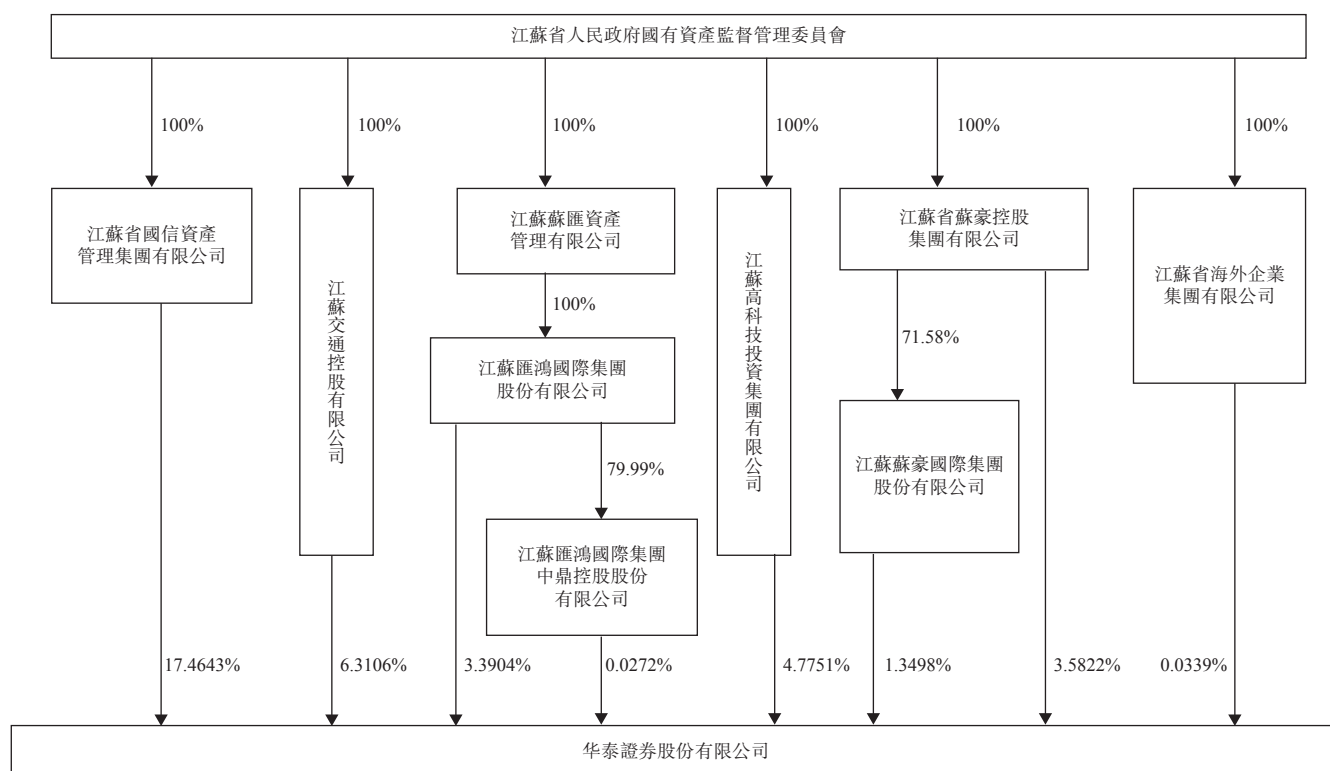 江蘇省人民政府國有資產監督管理委員會
100%
100%
100%
100%
100%
100%
江蘇省國信資產
管理集團有限公司
江蘇交通控股有限公司
江蘇蘇匯資產
管理有限公司
江蘇高科技投資集團有限公司
江蘇省蘇豪控股
集團有限公司
江蘇省海外企業
集團有限公司
100%
71.58%
江蘇匯鴻國際集團
股份有限公司
江蘇蘇豪國際集團
股份有限公司
79.99%
江蘇匯鴻國際集團
中鼎控股股份
有限公司
17.4643%
6.3106%
3.3904%
0.0272%
4.7751%
1.3498%
3.5822%
0.0339%
华泰證券股份有限公司